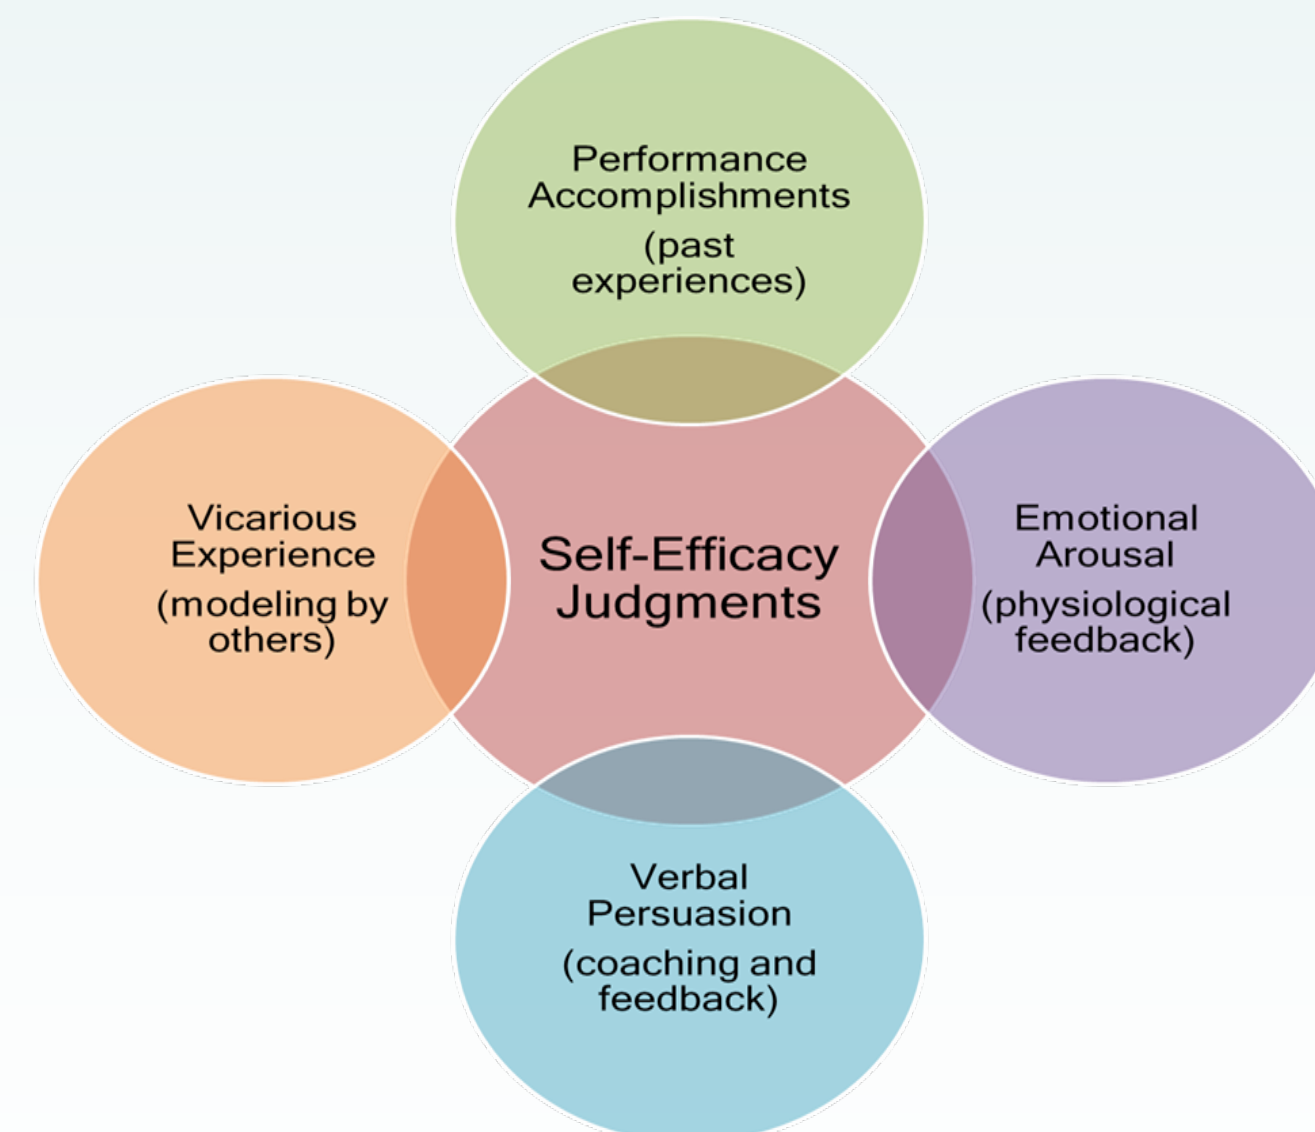 Performance
Accomplishments
(past
experiences)
Vicarious
Experience
(modeling by
others)
Self-Efficacy
Judgments
Emotional
Arousal
(physiological
feedback)
Verbal
Persuasion
(coaching and
feedback)